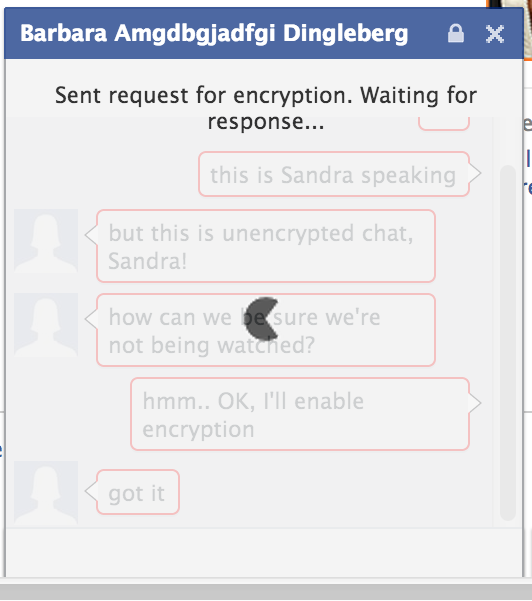 Barbara Amgdbgjadfgi Dingleberg
Sent request for encryption. Waiting for
response...
this is Sandra speaking
but this is unencrypted chat,
Sandra!
how can we be sure we're
not being watched?
hmm.. OK, I'll enable
encryption
got it